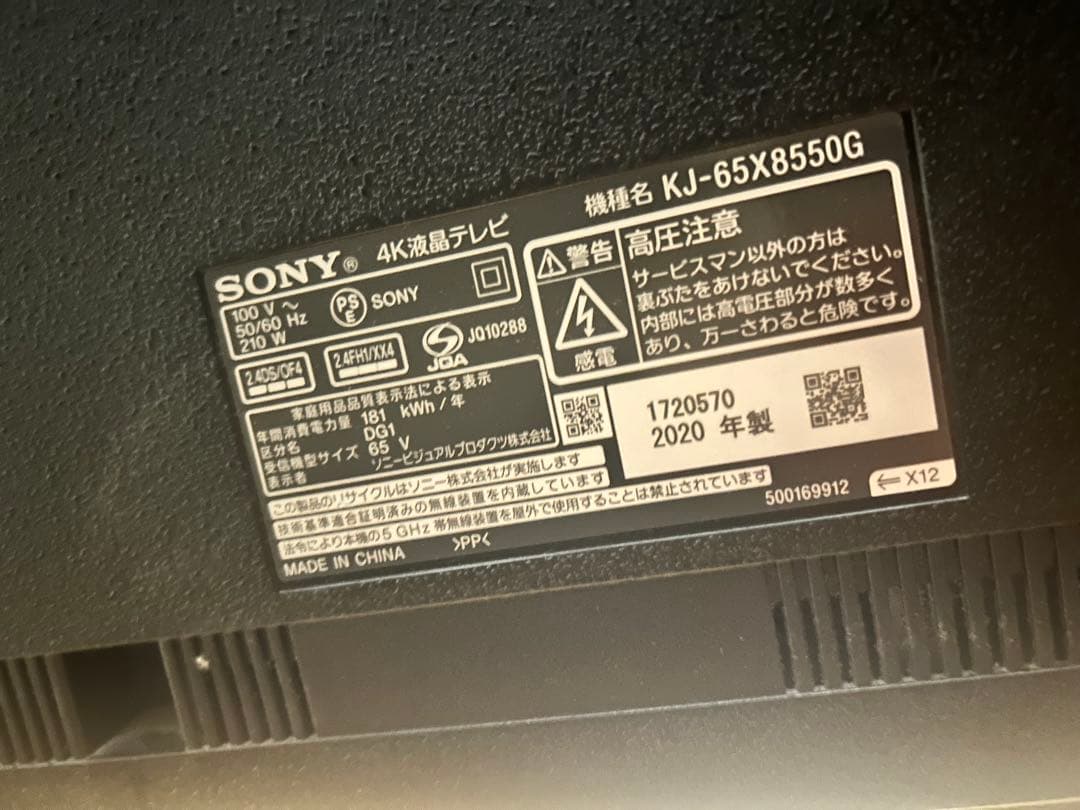 SONY® 4K液晶テレビ 機種名 KJ-65X8550G
100 V ～
50/60 Hz
210 W
PS
E
SONY
2.4DS/OF4
2.4FH1/XX4
JQA
JQ10288
家庭用品品質表示法による表示
年間消費電力量 181 kWh / 年
区分名 DG1
受信機型サイズ 65 V
表示者 ソニービジュアルプロダクツ株式会社
警告
感電
高圧注意
サービスマン以外の方は
裏ぶたをあけないでください。
内部には高電圧部分が数多く
あり、万一さわると危険です。
1720570
2020 年製
この製品のリサイクルはソニー株式会社が実施します
技術基準適合証明済みの無線装置を内蔵しています
法令により本機の5 GHz 帯無線装置を屋外で使用することは禁止されています
MADE IN CHINA >PP<
500169912
⇐ X12